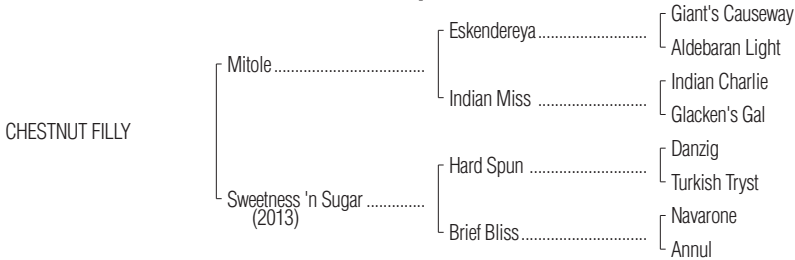 Giant's Causeway
Eskendereya
Aldebaran Light
Mitole
Indian Charlie
Indian Miss
Glacken's Gal
CHESTNUT FILLY
Danzig
Hard Spun
Turkish Tryst
Sweetness 'n Sugar
(2013)
Navarone
Brief Bliss
Annul